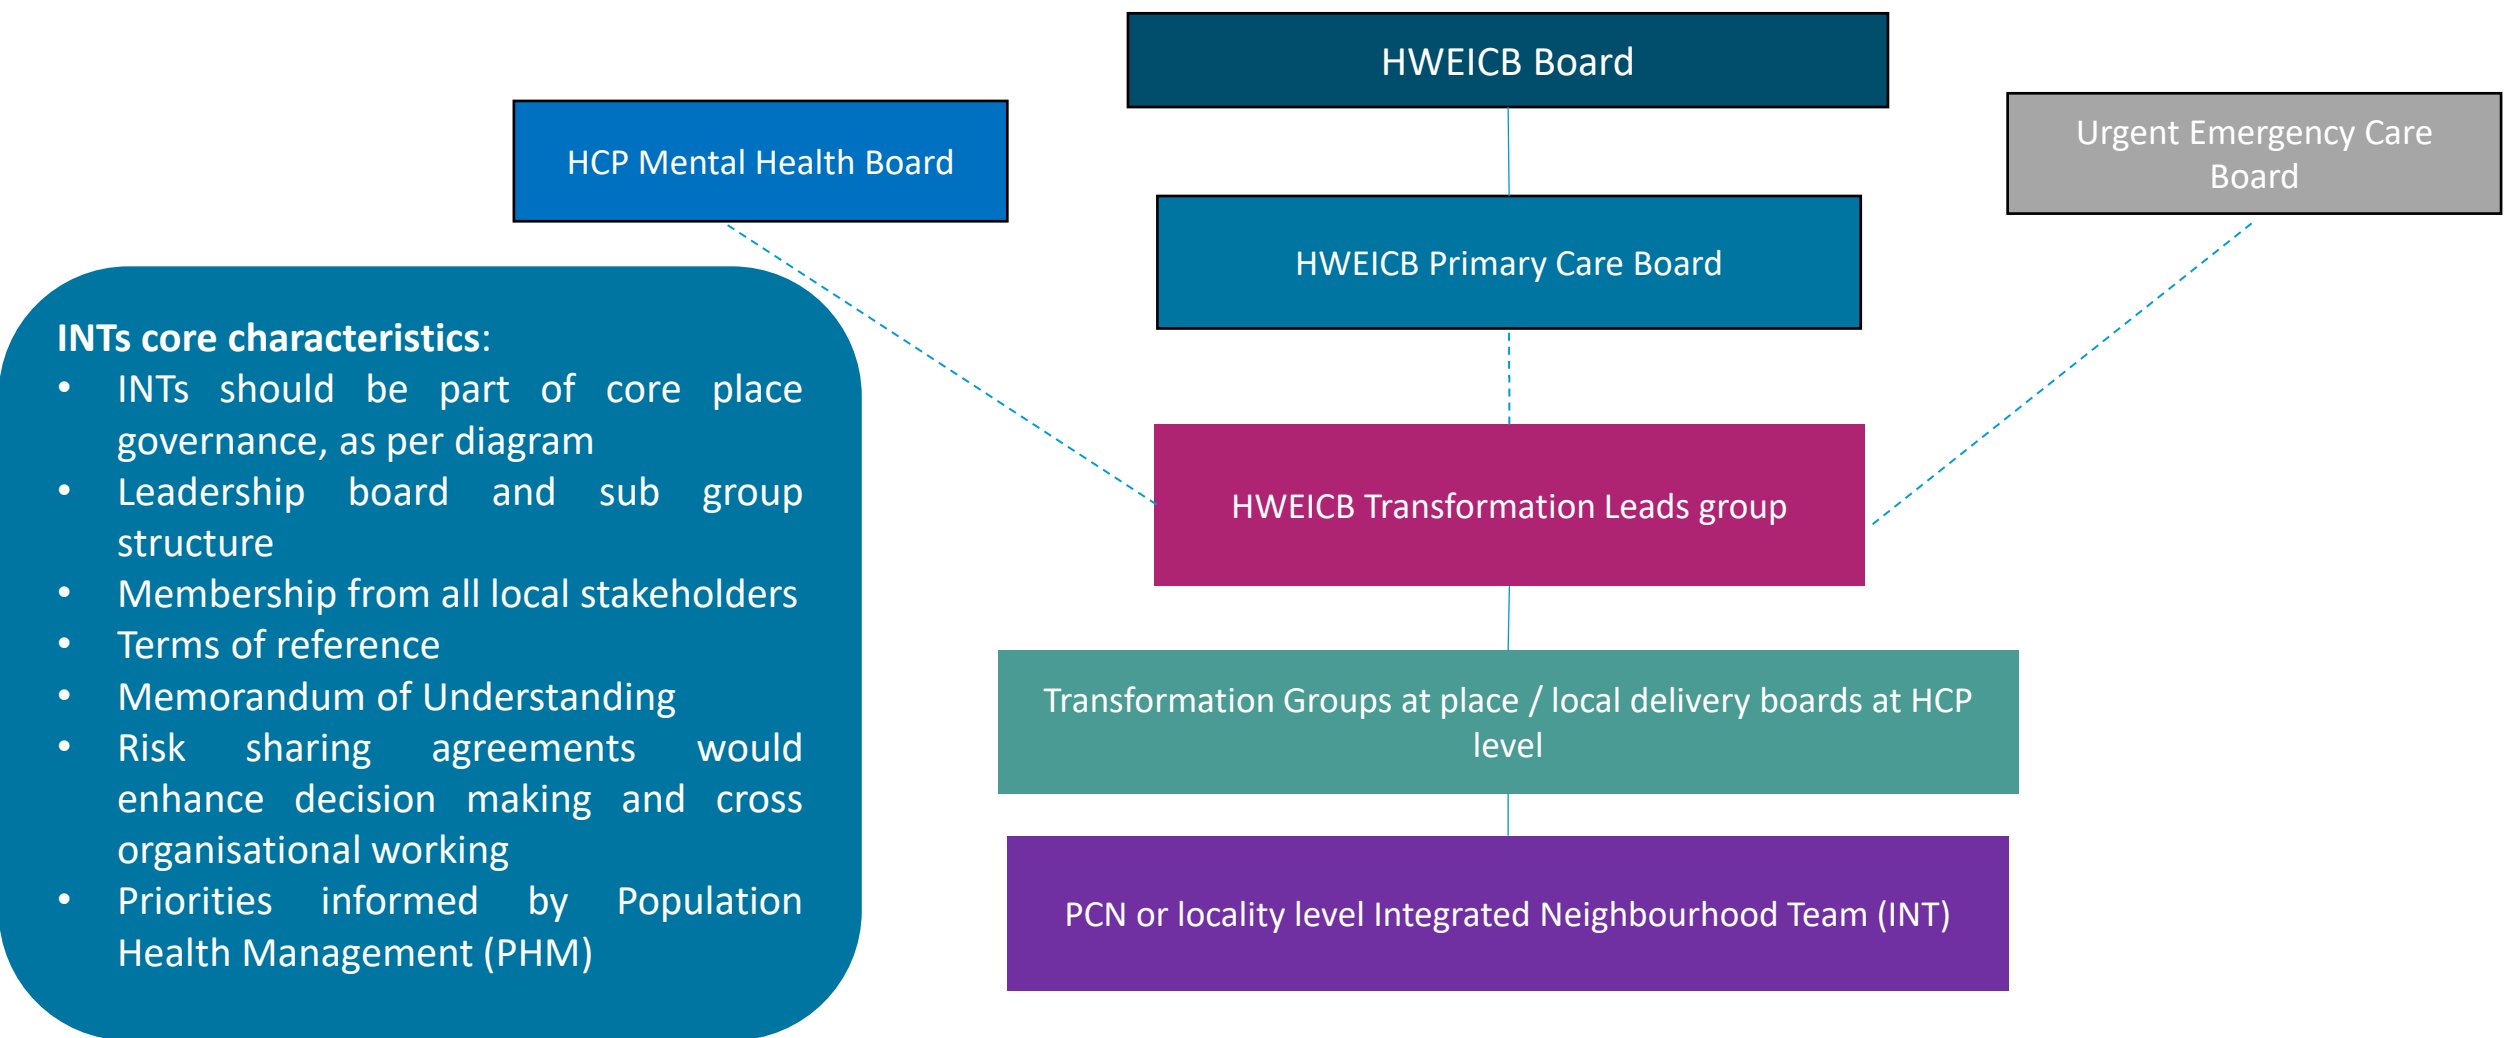 HWEICB Board
HCP Mental Health Board
Urgent Emergency Care
Board
HWEICB Primary Care Board
INTs core characteristics:
• INTs should be part of core place
governance, as per diagram
• Leadership board and sub group
structure
• Membership from all local stakeholders
• Terms of reference
• Memorandum of Understanding
• Risk sharing agreements would
enhance decision making and cross
organisational working
• Priorities informed by Population
Health Management (PHM)
HWEICB Transformation Leads group
Transformation Groups at place / local delivery boards at HCP
level
PCN or locality level Integrated Neighbourhood Team (INT)